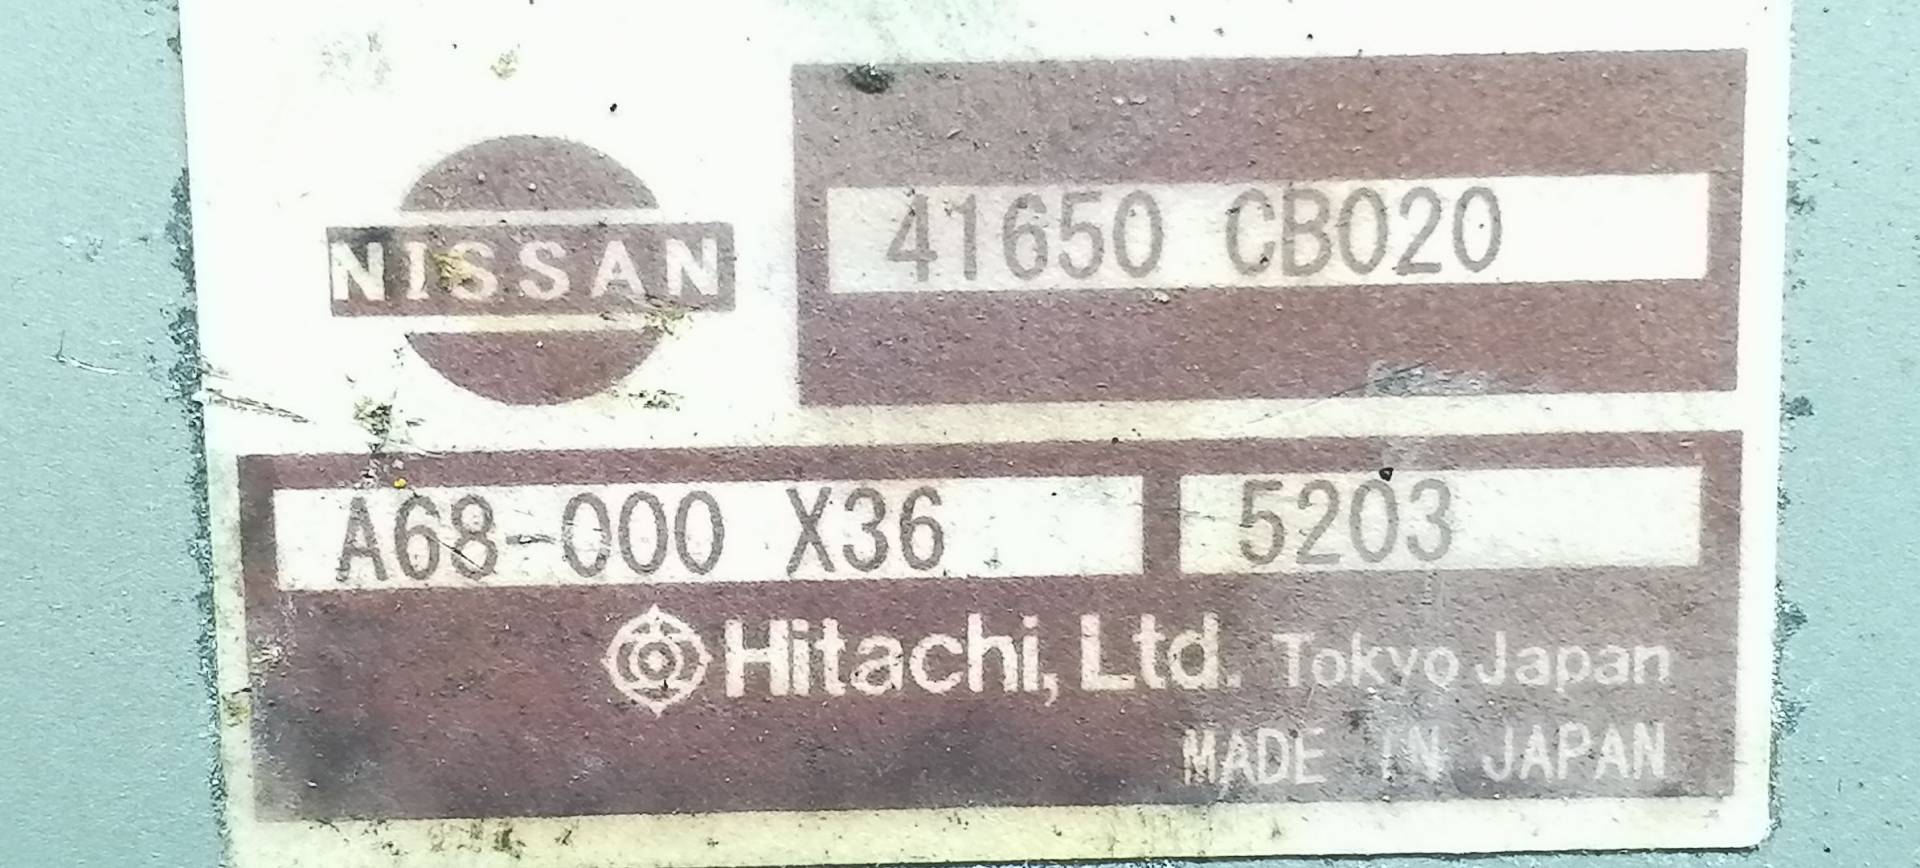 NISSAN
41650 CB020
A68-000 X36
5203
Hitachi, Ltd. Tokyo Japan
MADE IN JAPAN